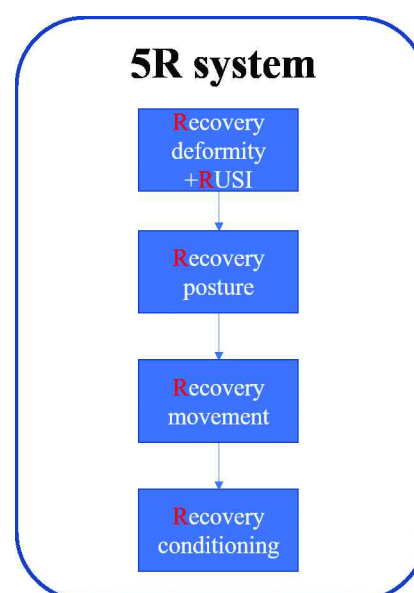 5R system
Recovery
deformity
+RUSI
Recovery
posture
Recovery
movement
Recovery
conditioning